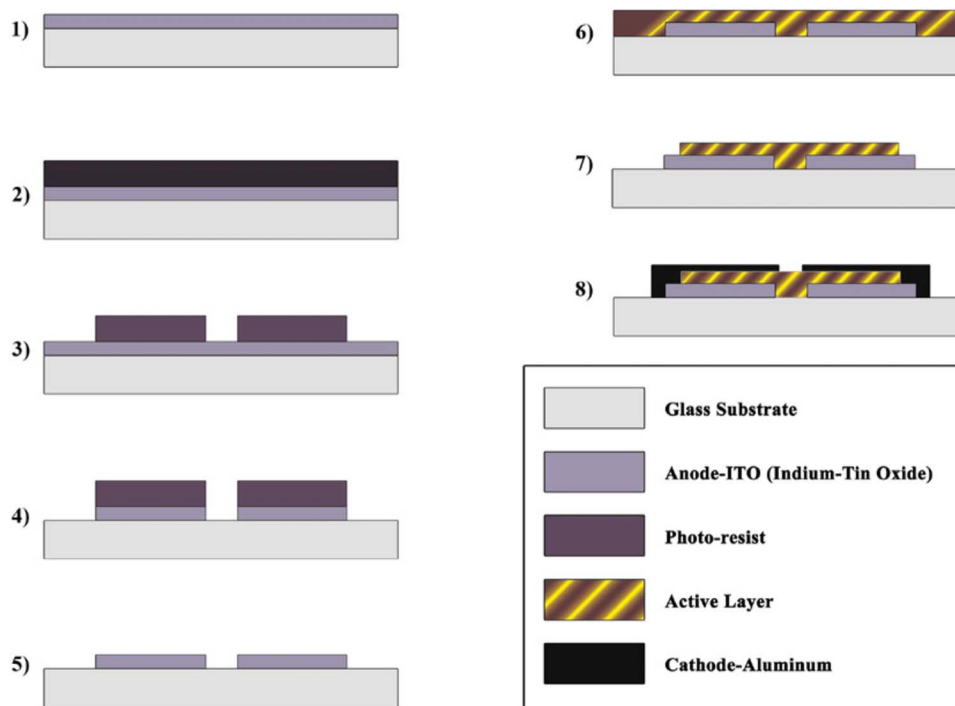 1)
2)
3)
4)
5)
6)
7)
8)
Glass Substrate
Anode-ITO (Indium-Tin Oxide)
Photo-resist
Active Layer
Cathode-Aluminum